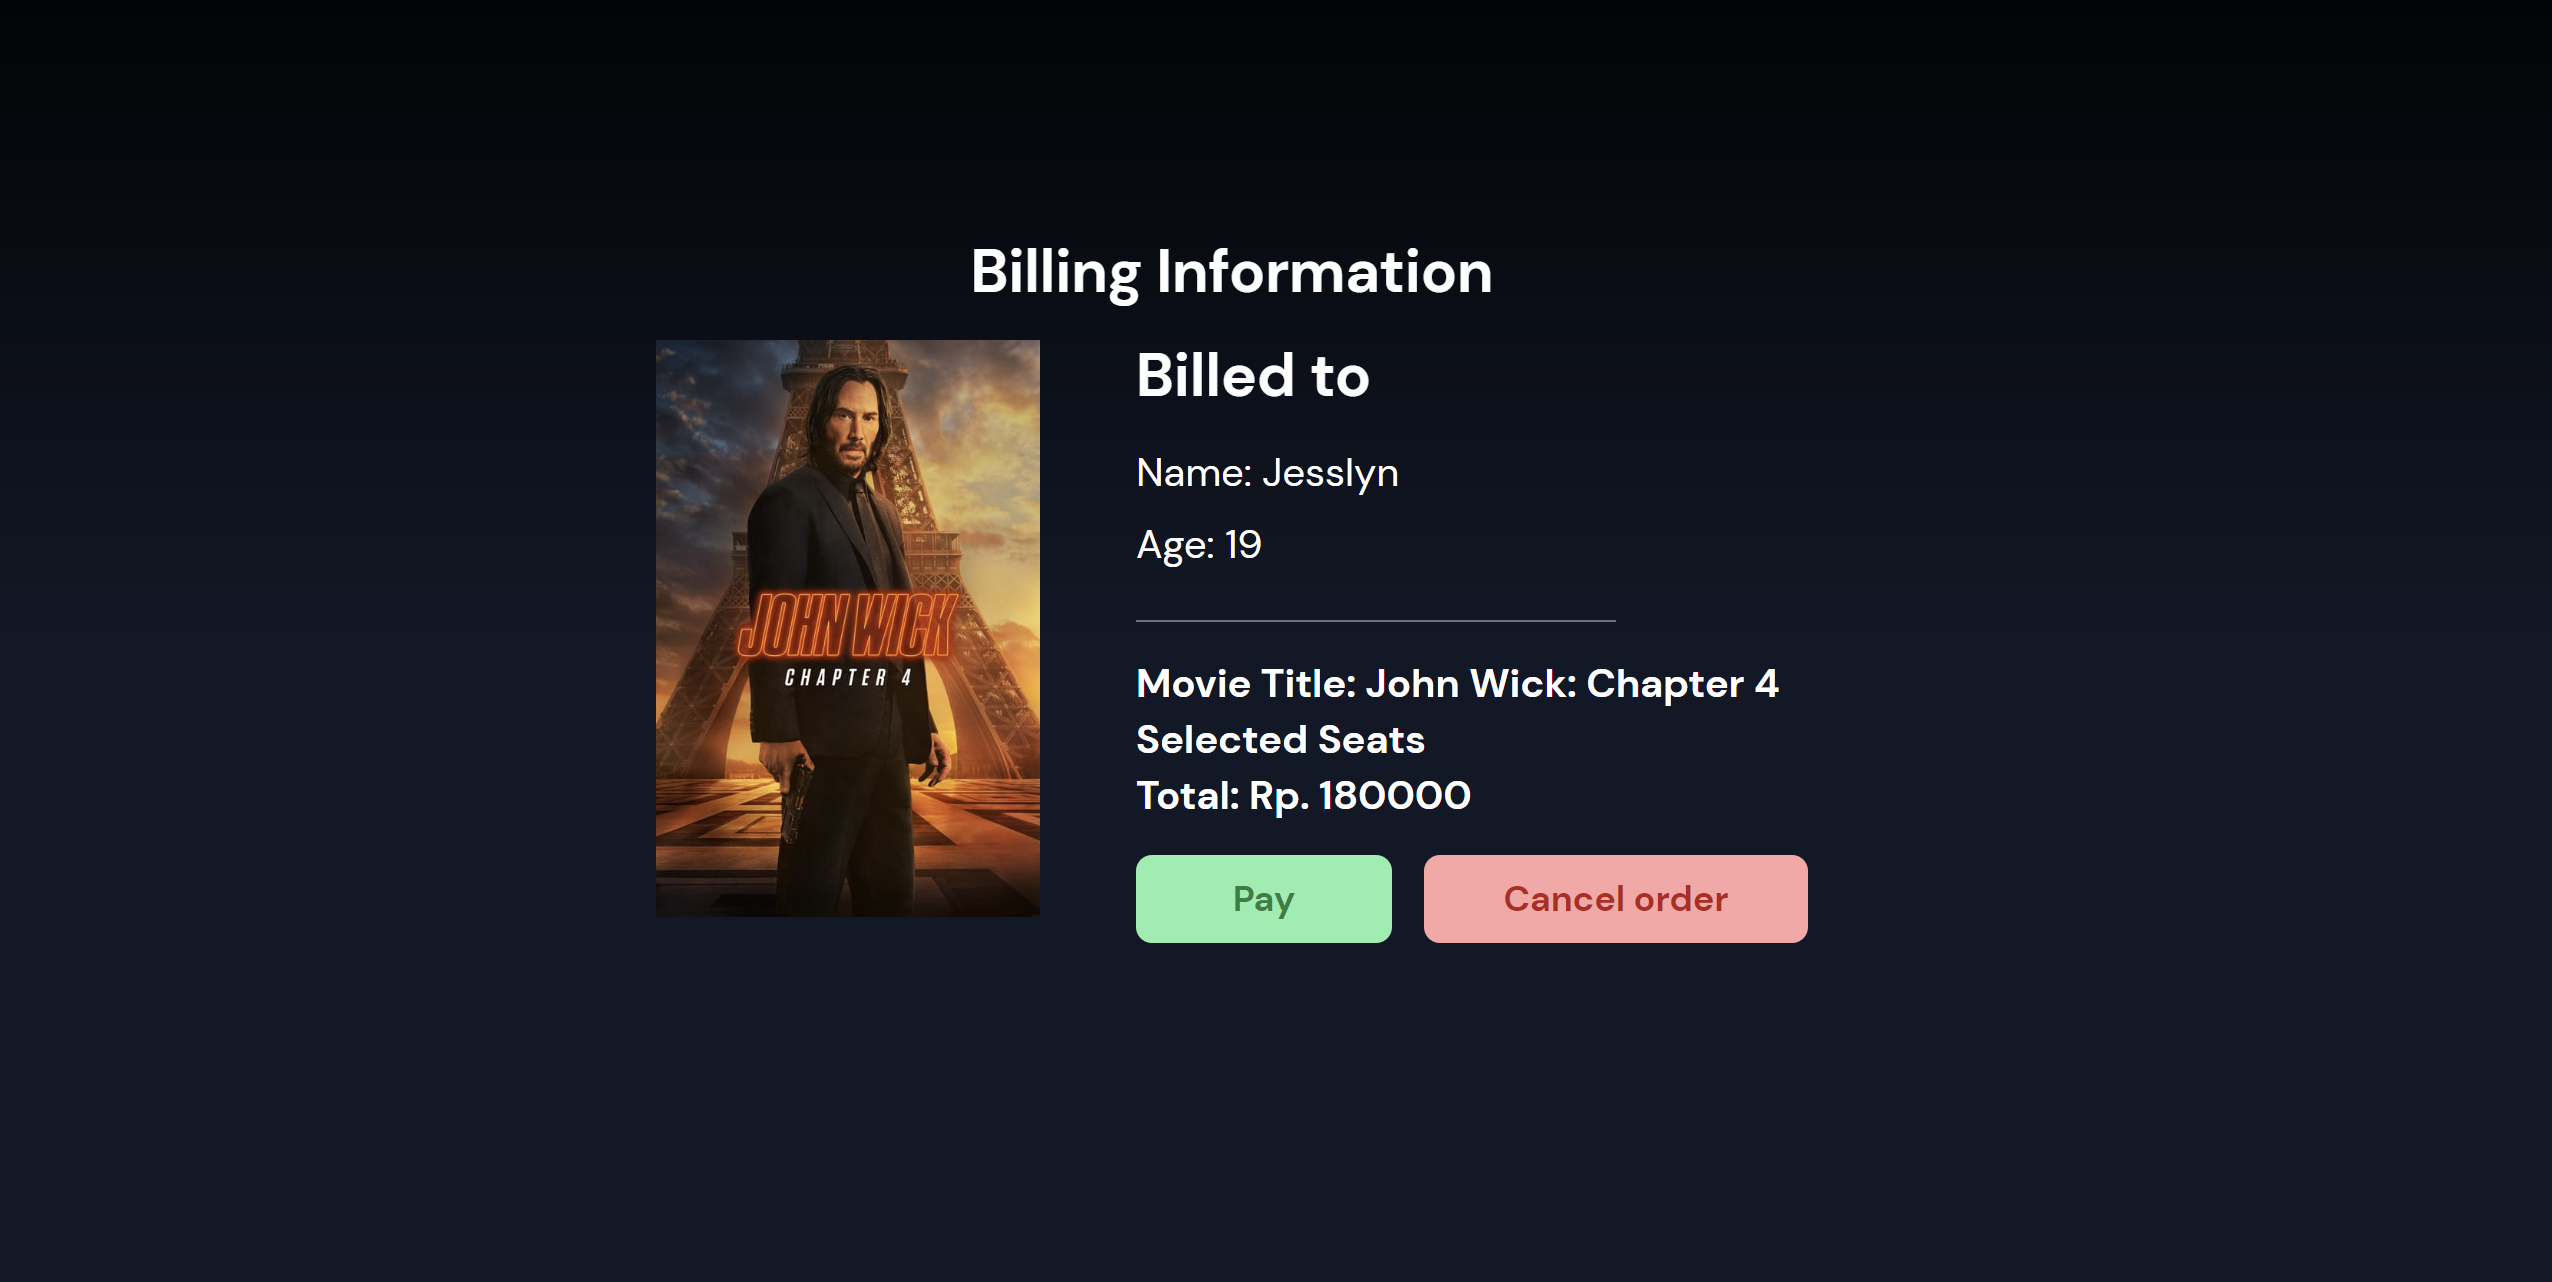 Billing Information
JOHN WICK
CHAPTER 4
Billed to
Name: Jesslyn
Age: 19
Movie Title: John Wick: Chapter 4
Selected Seats
Total: Rp. 180000
Pay
Cancel order